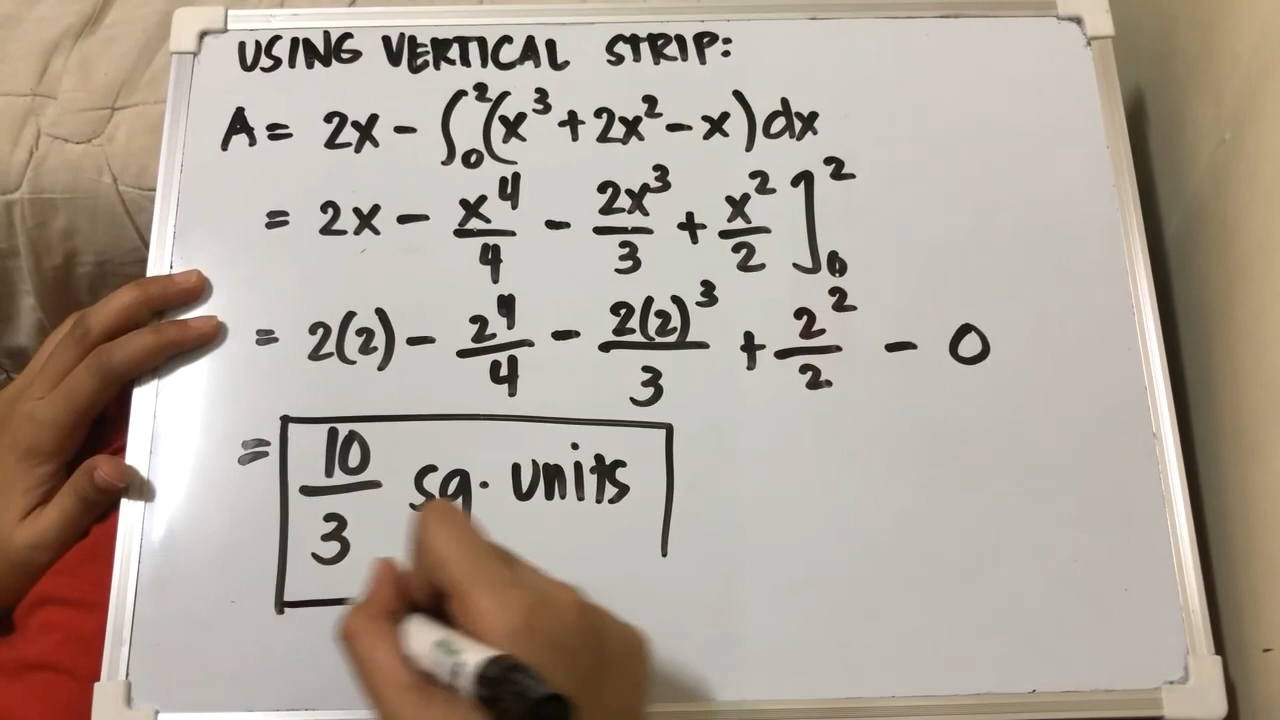 USING VERTICAL STRIP:
A = 2x - ∫₀² (x³ + 2x² - x) dx
= 2x - x⁴/4 - 2x³/3 + x²/2 ]₀²
= 2(2) - 2⁴/4 - 2(2)³/3 + 2²/2 - 0
= 10/3 sq. units